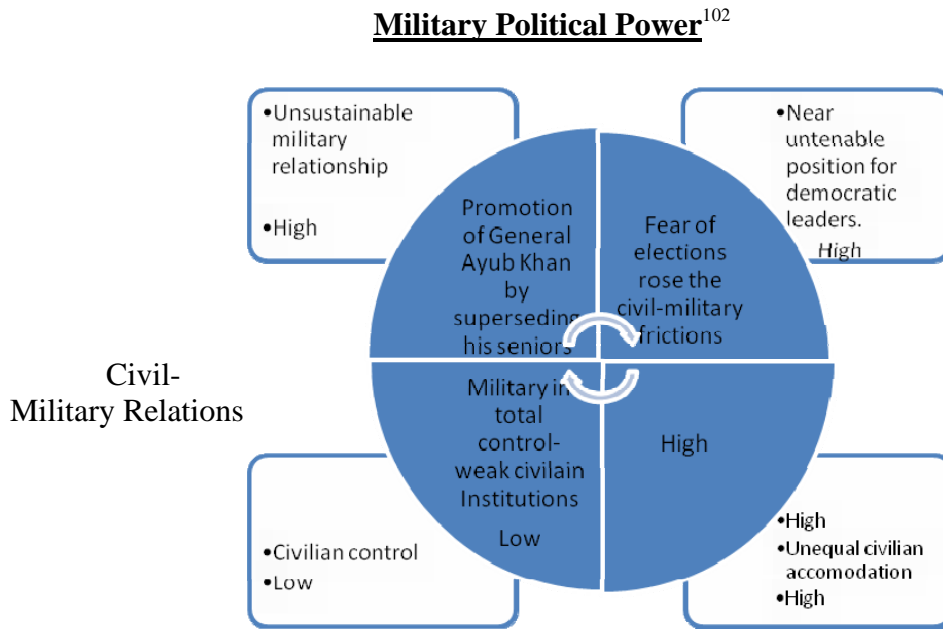 Military Political Power102
•Unsustainable
military
relationship
•High
•Near
untenable
position for
democratic
leaders.
High
Promotion
of General
Ayub Khan
by
superseding
his seniors
Fear of
elections
rose the
civil-military
frictions
Civil-
Military Relations
Military in
total
control-
weak civilain
Institutions
Low
High
•Civilian control
•Low
•High
•Unequal civilian
accomodation
•High